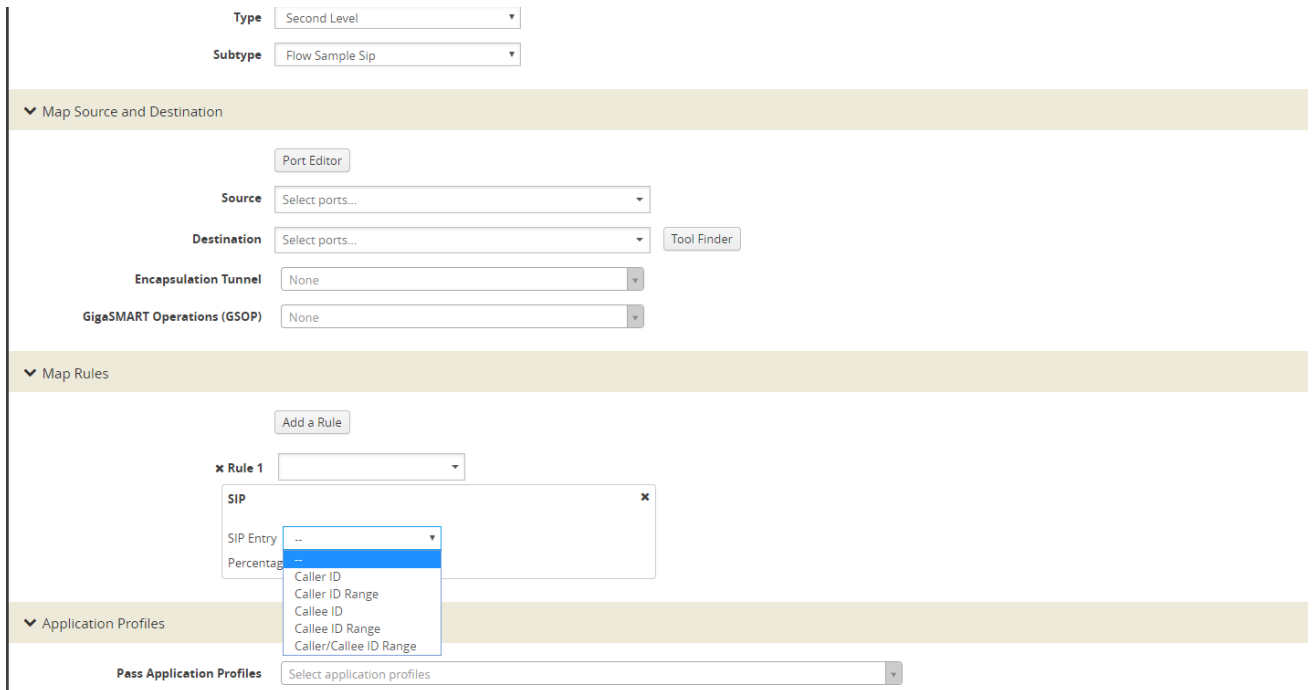 Type Second Level
Subtype Flow Sample Sip
Map Source and Destination
Port Editor
Source Select ports...
Destination Select ports... Tool Finder
Encapsulation Tunnel None
GigaSMART Operations (GSOP) None
Map Rules
Add a Rule
Rule 1
SIP
SIP Entry --
Percentag --
Caller ID
Caller ID Range
Callee ID
Callee ID Range
Caller/Callee ID Range
Application Profiles
Pass Application Profiles Select application profiles